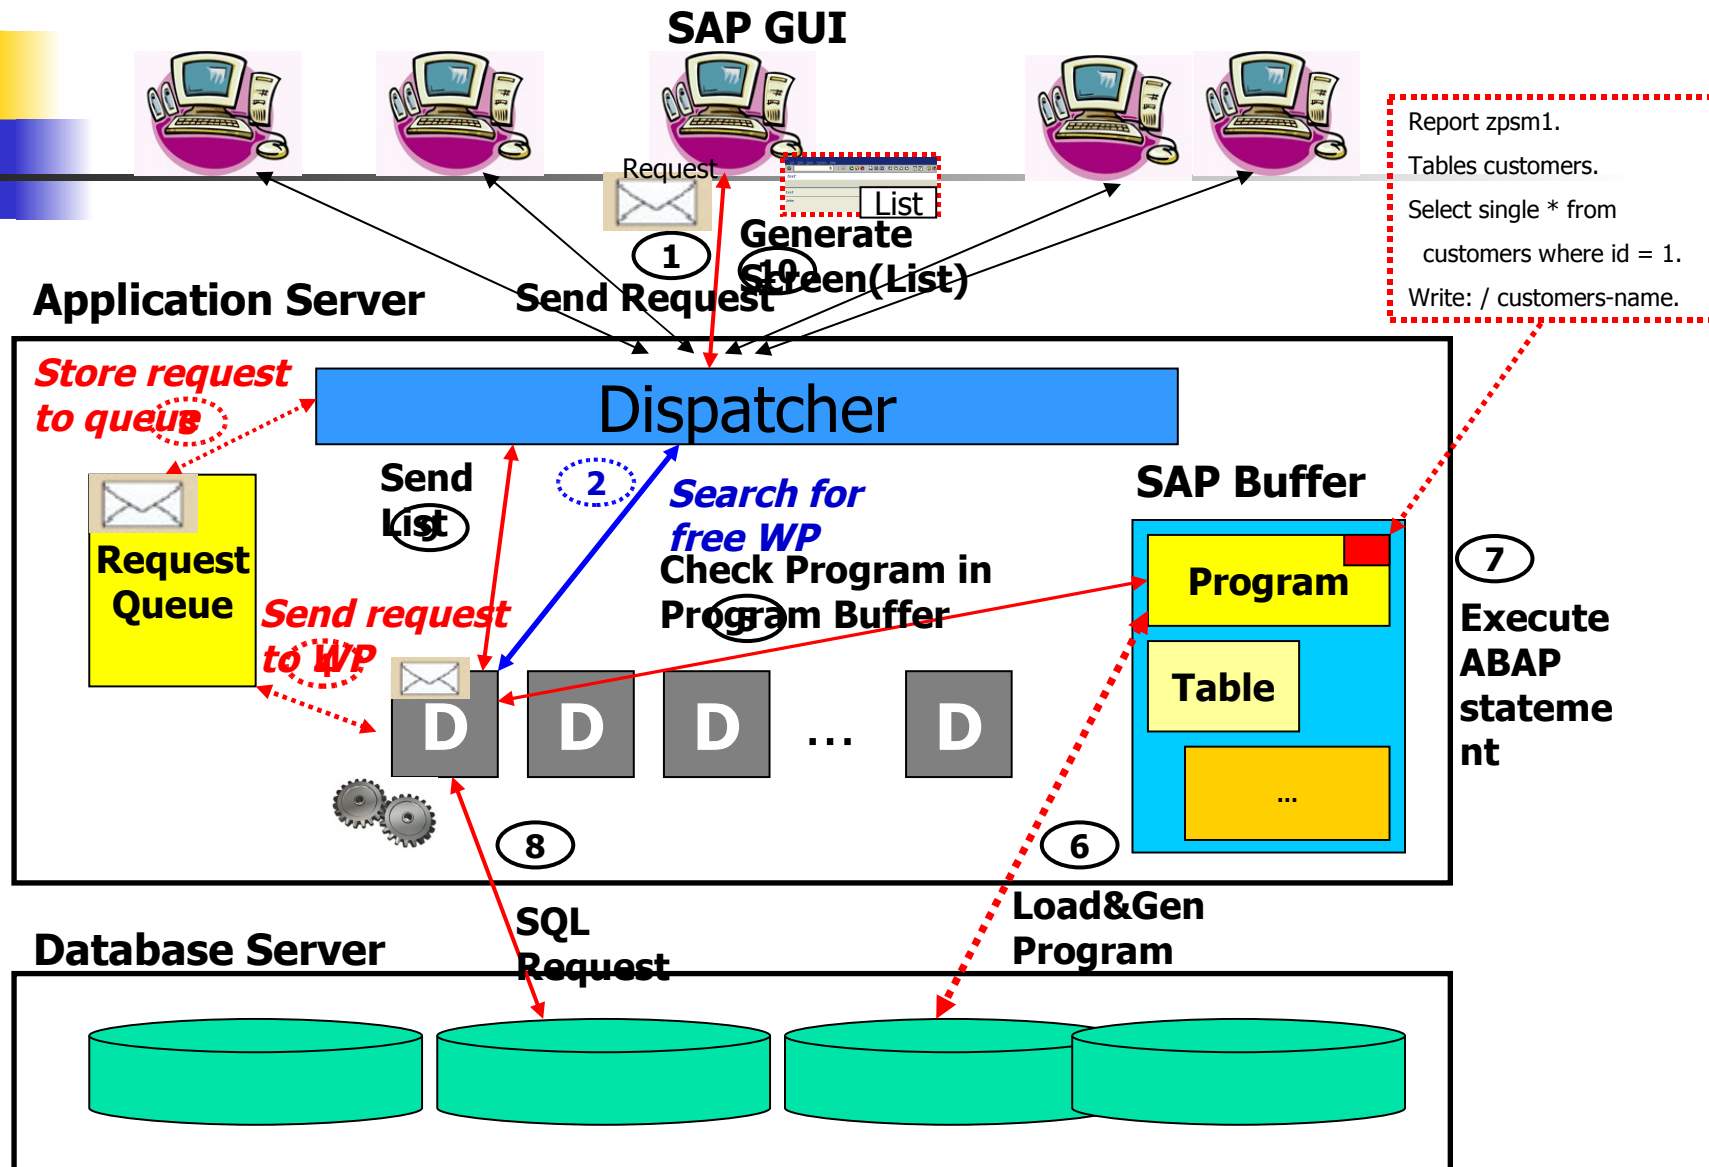 SAP GUI
Request
List
1
10
Generate
Screen(List)
Send Request
Report zpsm1.
Tables customers.
Select single * from
customers where id = 1.
Write: / customers-name.
Application Server
Store request
to queue
3
Dispatcher
Send
List
9
2
Search for
free WP
Check Program in
Program Buffer
5
SAP Buffer
Program
Table
...
7
Execute
ABAP
stateme
nt
Request
Queue
Send request
to WP
4
D
D
D
...
D
8
6
SQL
Request
Load&Gen
Program
Database Server